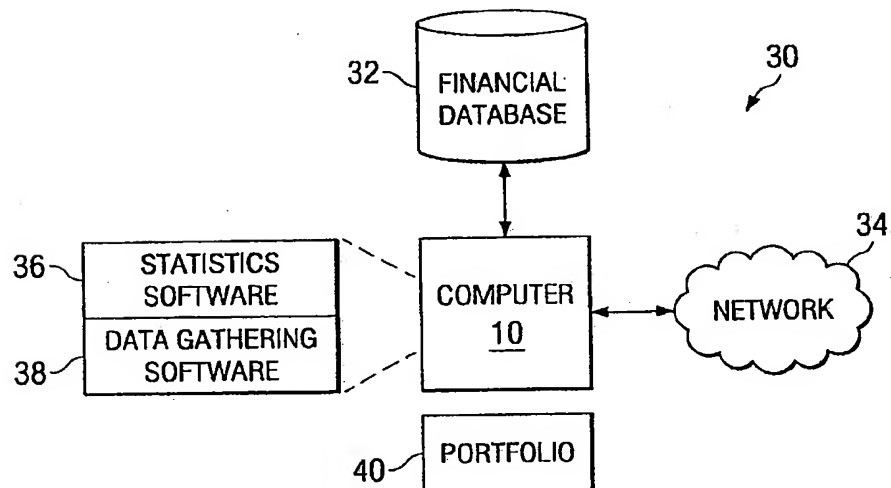 32
FINANCIAL
DATABASE
30
36
STATISTICS
SOFTWARE
38
DATA GATHERING
SOFTWARE
COMPUTER
10
34
NETWORK
40
PORTFOLIO